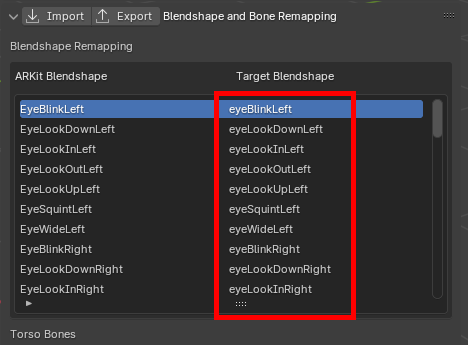 Import Export Blendshape and Bone Remapping
Blendshape Remapping
ARKit Blendshape Target Blendshape
EyeBlinkLeft eyeBlinkLeft
EyeLookDownLeft eyeLookDownLeft
EyeLookInLeft eyeLookInLeft
EyeLookOutLeft eyeLookOutLeft
EyeLookUpLeft eyeLookUpLeft
EyeSquintLeft eyeSquintLeft
EyeWideLeft eyeWideLeft
EyeBlinkRight eyeBlinkRight
EyeLookDownRight eyeLookDownRight
EyeLookInRight eyeLookInRight
Torso Bones